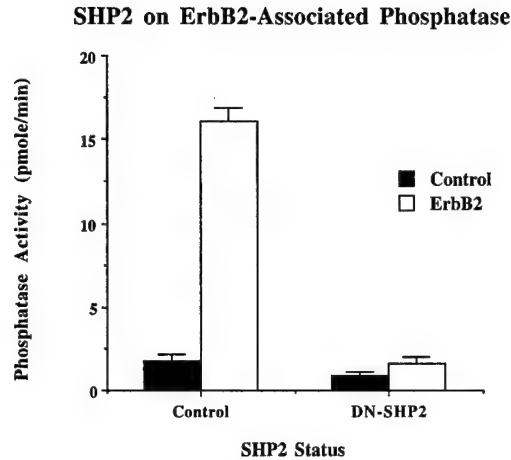 SHP2 on ErbB2-Associated Phosphatase
Phosphatase Activity (pmole/min)
20
15
10
5
0
Control
ErbB2
Control
DN-SHP2
SHP2 Status